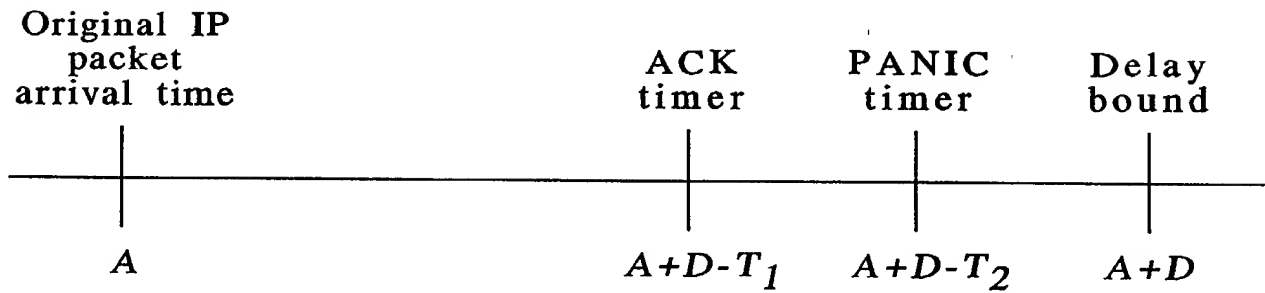 Original IP
packet
arrival time
ACK
timer
PANIC
timer
Delay
bound
A
A+D-T1
A+D-T2
A+D